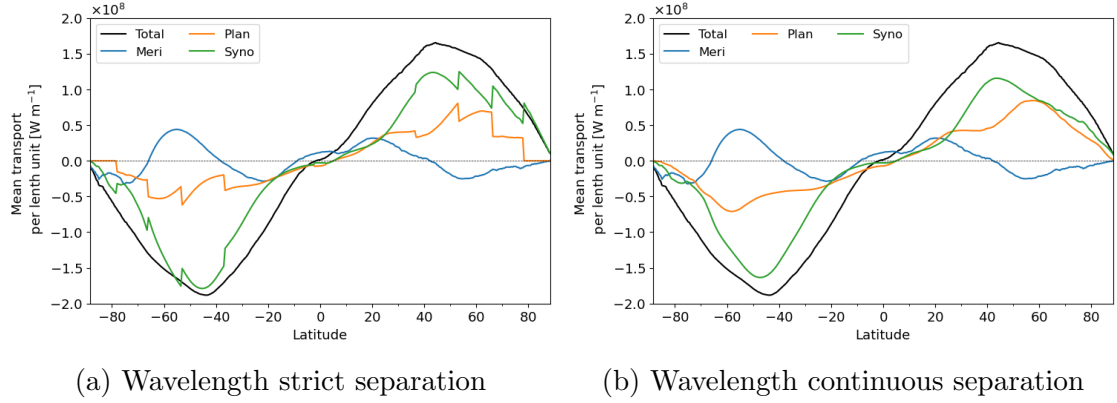 ×10⁸
2.0
1.5
1.0
0.5
0.0
−0.5
−1.0
−1.5
−2.0
Mean transport
per lenth unit [W m⁻¹]
Total
Meri
Plan
Syno
−80 −60 −40 −20 0 20 40 60 80
Latitude
(a) Wavelength strict separation
×10⁸
2.0
1.5
1.0
0.5
0.0
−0.5
−1.0
−1.5
−2.0
Mean transport
per lenth unit [W m⁻¹]
Total
Meri
Plan
Syno
−80 −60 −40 −20 0 20 40 60 80
Latitude
(b) Wavelength continuous separation